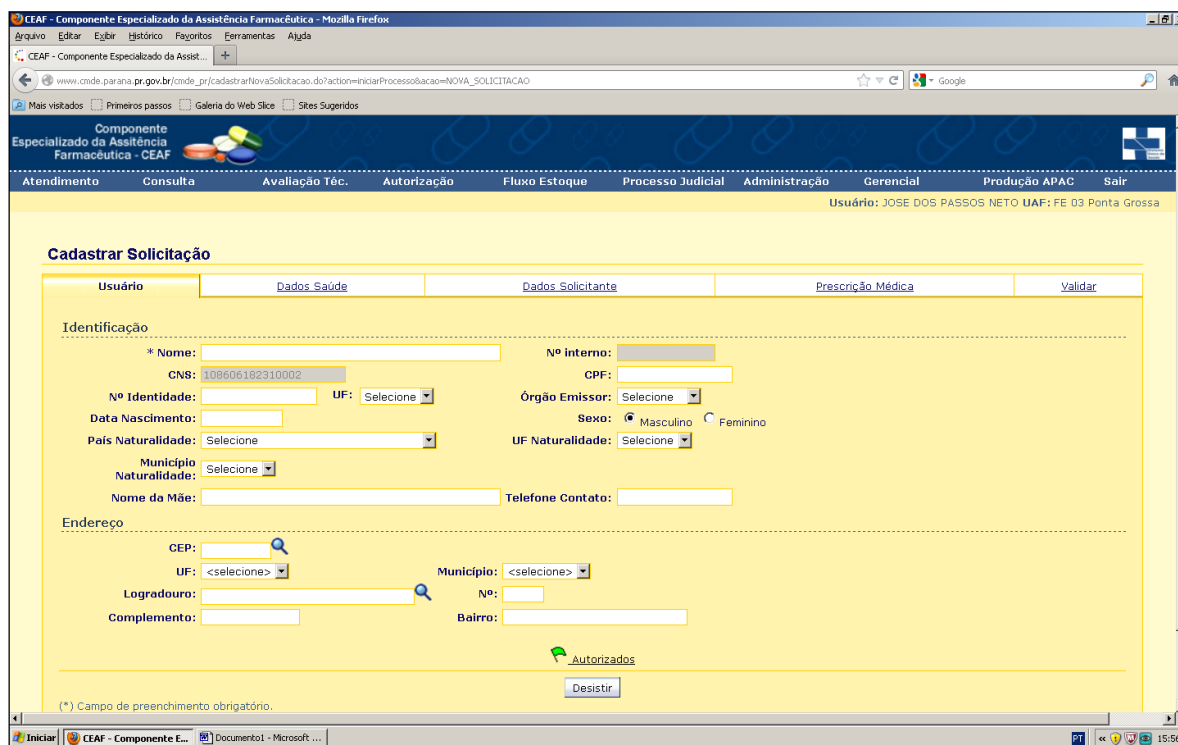 CEAF - Componente Especializado da Assistência Farmacêutica - Mozilla Firefox
Arquivo Editar Exibir Histórico Favoritos Ferramentas Ajuda
CEAF - Componente Especializado da Assist... +
www.cmde.parana.pr.gov.br/cmde_pr/cadastrarNovaSolicitacao.do?action=iniciarProcesso&acao=NOVA_SOLICITACAO Google
Mais visitados Primeiros passos Galeria do Web Slice Sites Sugeridos
Componente
Especializado da Assitência
Farmacêutica - CEAF
Atendimento Consulta Avaliação Téc. Autorização Fluxo Estoque Processo Judicial Administração Gerencial Produção APAC Sair
Usuário: JOSE DOS PASSOS NETO UAF: FE 03 Ponta Grossa
Cadastrar Solicitação
Usuário Dados Saúde Dados Solicitante Prescrição Médica Validar
Identificação
* Nome: Nº interno:
CNS: 108606182310002 CPF:
Nº Identidade: UF: Selecione Órgão Emissor: Selecione
Data Nascimento: Sexo: Masculino Feminino
País Naturalidade: Selecione UF Naturalidade: Selecione
Município
Naturalidade: Selecione
Nome da Mãe: Telefone Contato:
Endereço
CEP:
UF: <selecione> Município: <selecione>
Logradouro: Nº:
Complemento: Bairro:
Autorizados
Desistir
(*) Campo de preenchimento obrigatório.
Iniciar CEAF - Componente E... Documento1 - Microsoft ... PT « 15:56